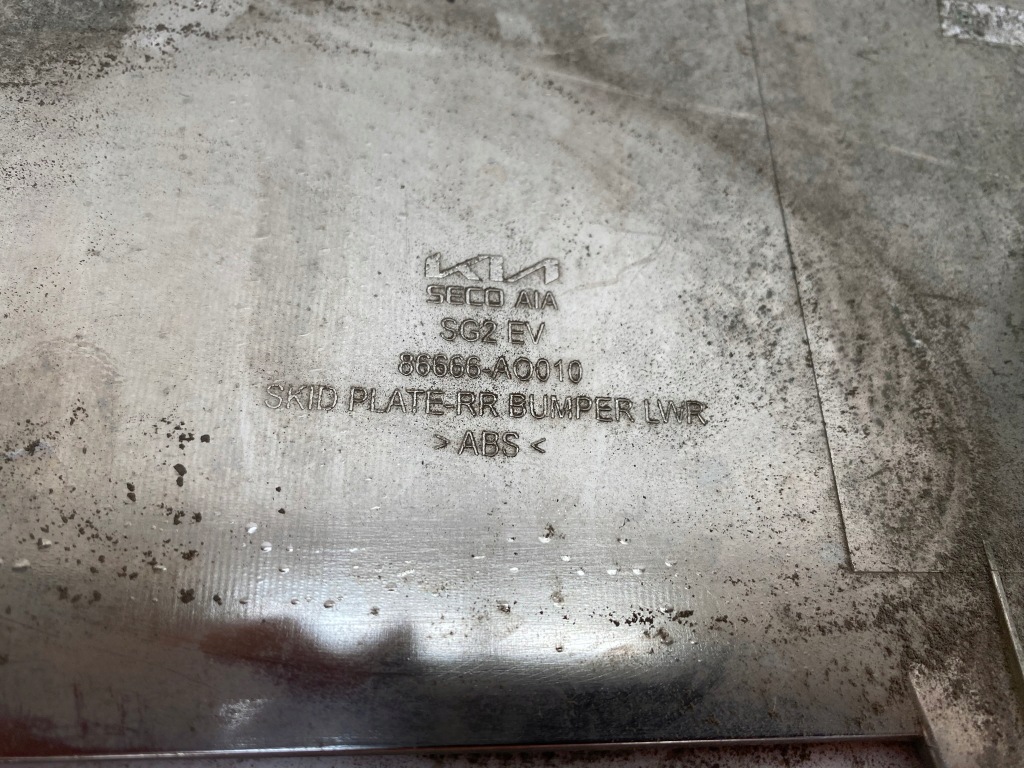 KIA
SECO AIA
SG2 EV
86666-AO010
SKID PLATE-RR BUMPER LWR
> ABS <